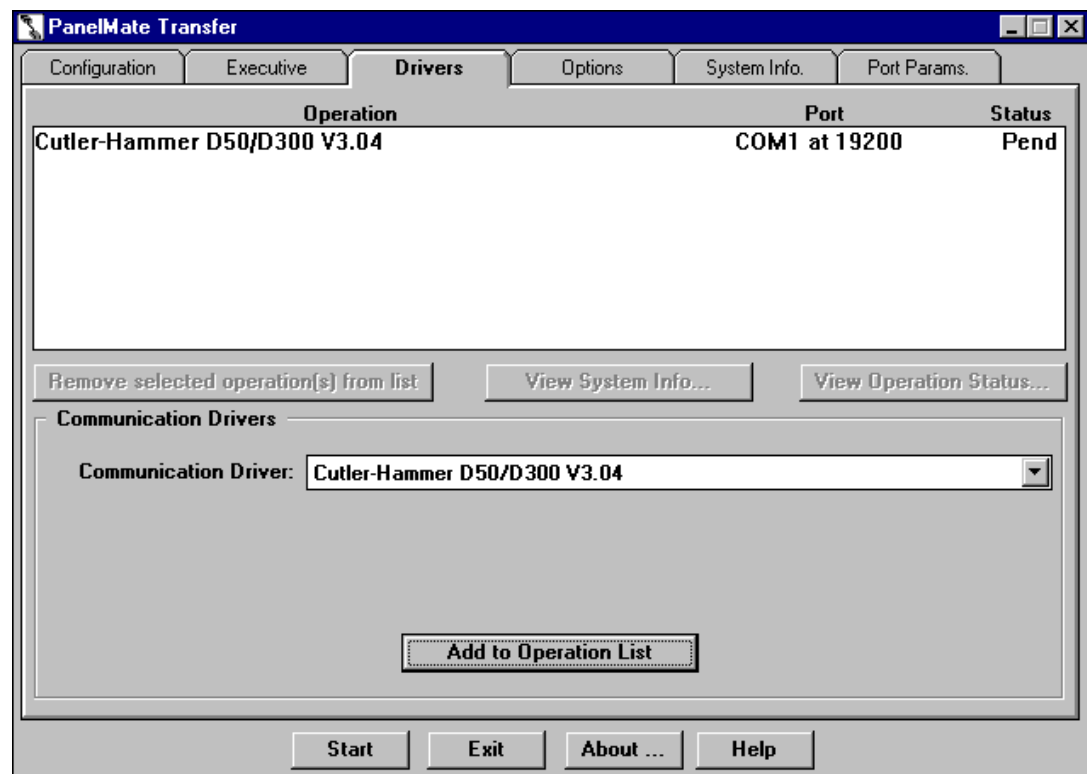 PanelMate Transfer
Configuration Executive Drivers Options System Info. Port Params.
Operation Port Status
Cutler-Hammer D50/D300 V3.04 COM1 at 19200 Pend
Remove selected operation(s) from list View System Info... View Operation Status...
Communication Drivers
Communication Driver: Cutler-Hammer D50/D300 V3.04
Add to Operation List
Start Exit About ... Help